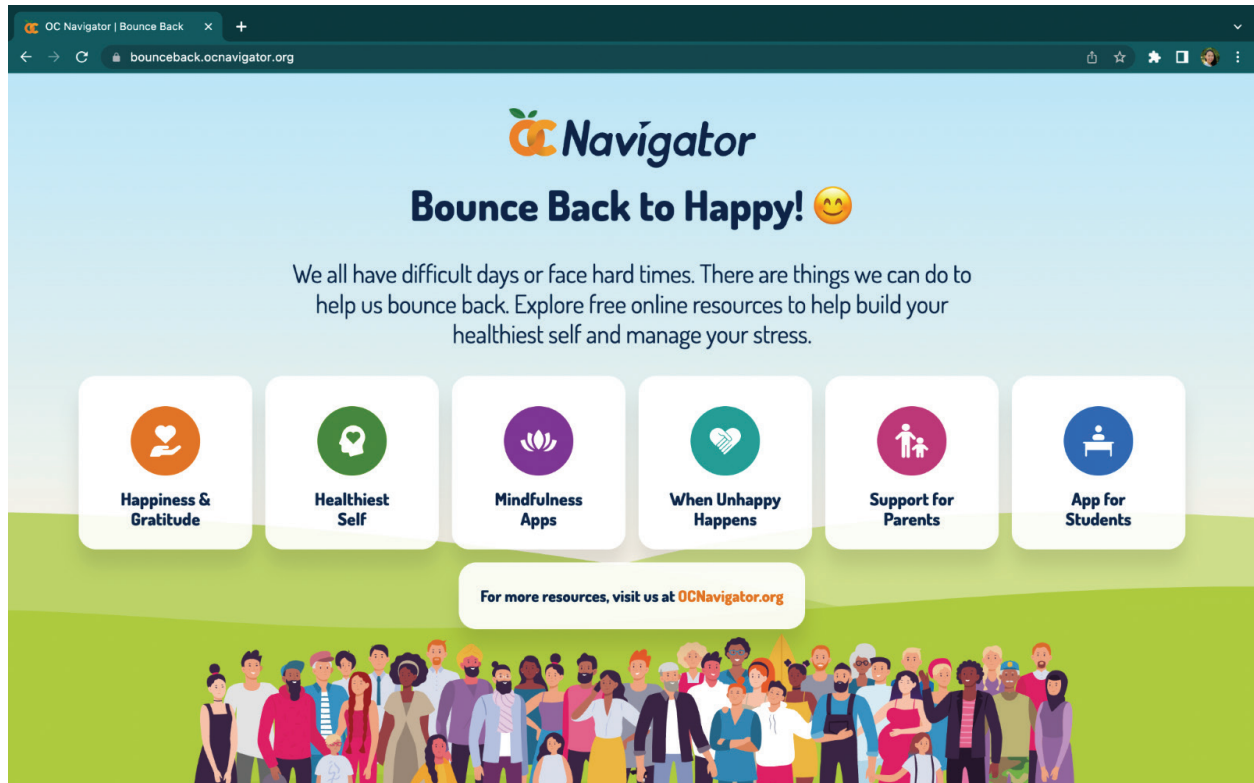 OC Navigator | Bounce Back
bounceback.ocnavigator.org
OC Navigator
Bounce Back to Happy! 😊
We all have difficult days or face hard times. There are things we can do to
help us bounce back. Explore free online resources to help build your
healthiest self and manage your stress.
Happiness &
Gratitude
Healthiest
Self
Mindfulness
Apps
When Unhappy
Happens
Support for
Parents
App for
Students
For more resources, visit us at OCNavigator.org